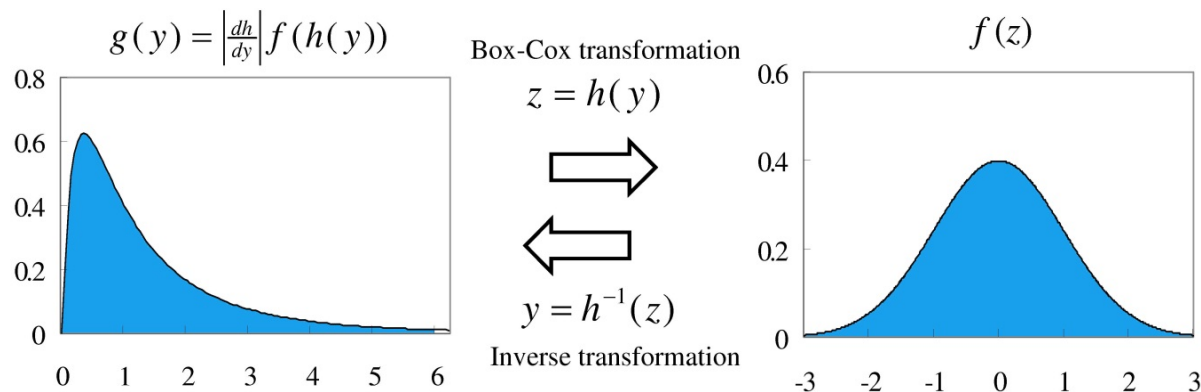 g(y) = |dh/dy| f(h(y))
0.8
0.6
0.4
0.2
0
0 1 2 3 4 5 6
Box-Cox transformation
z = h(y)
y = h⁻¹(z)
Inverse transformation
f(z)
0.6
0.4
0.2
0
-3 -2 -1 0 1 2 3